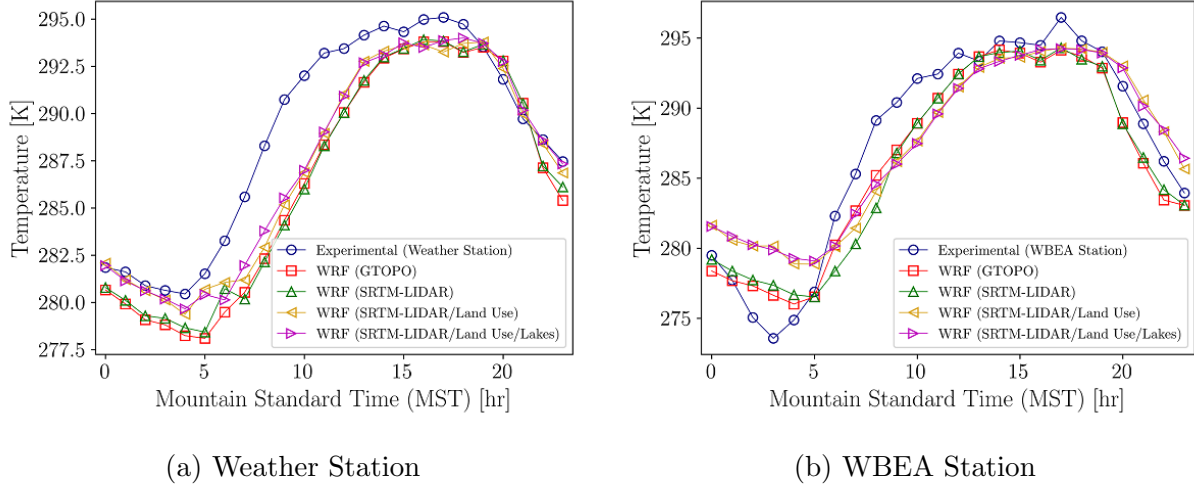 295.0
292.5
290.0
287.5
285.0
282.5
280.0
277.5
Temperature [K]
Experimental (Weather Station)
WRF (GTOPO)
WRF (SRTM-LIDAR)
WRF (SRTM-LIDAR/Land Use)
WRF (SRTM-LIDAR/Land Use/Lakes)
0 5 10 15 20
Mountain Standard Time (MST) [hr]
(a) Weather Station
295
290
285
280
275
Temperature [K]
Experimental (WBEA Station)
WRF (GTOPO)
WRF (SRTM-LIDAR)
WRF (SRTM-LIDAR/Land Use)
WRF (SRTM-LIDAR/Land Use/Lakes)
0 5 10 15 20
Mountain Standard Time (MST) [hr]
(b) WBEA Station